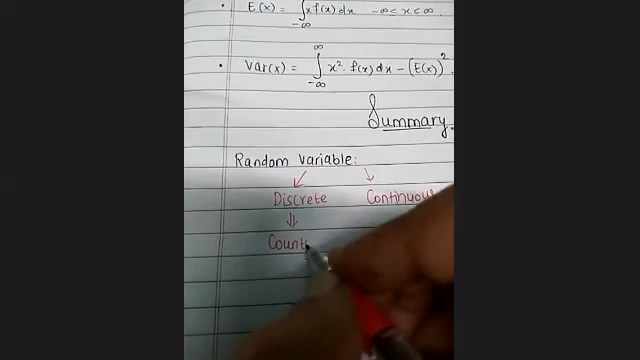 • E(x) = ∫_{-∞} x f(x) dx   -∞ ≤ x ≤ ∞.
• Var(x) = ∫_{-∞}^{∞} x². f(x) dx - (E(x))².
Summary.
Random Variable:
Discrete Continuous
Count